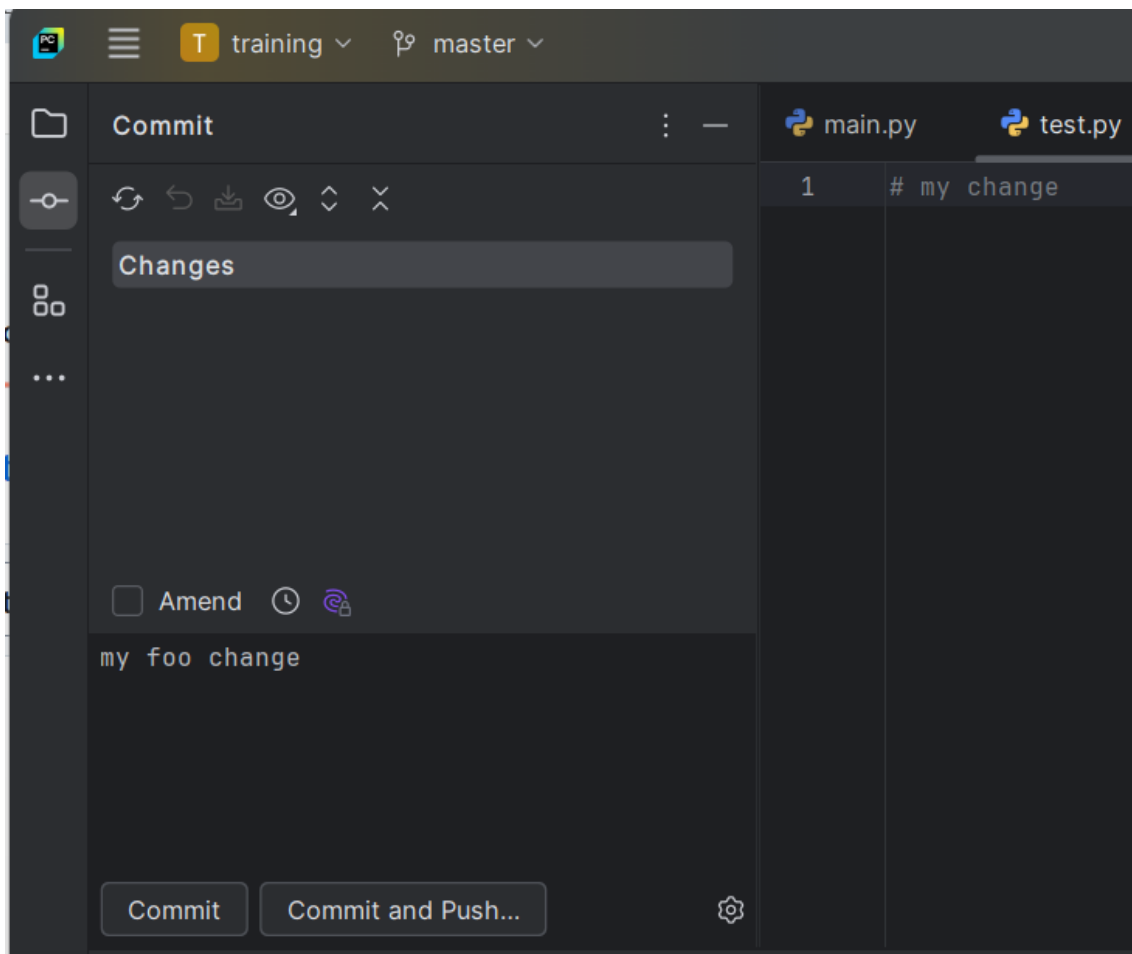 PC
T training master
Commit
main.py test.py
1 # my change
Changes
Amend
my foo change
Commit Commit and Push...